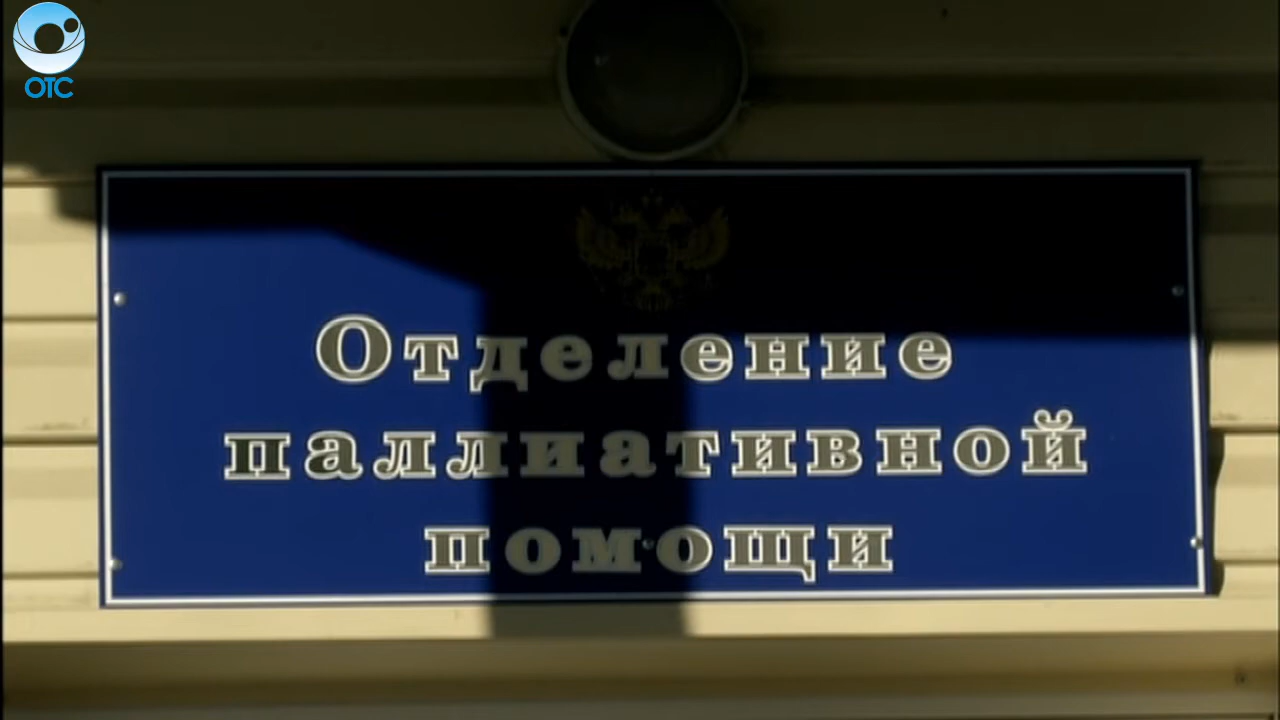 ОТС
Отделение
паллиативной
помощи